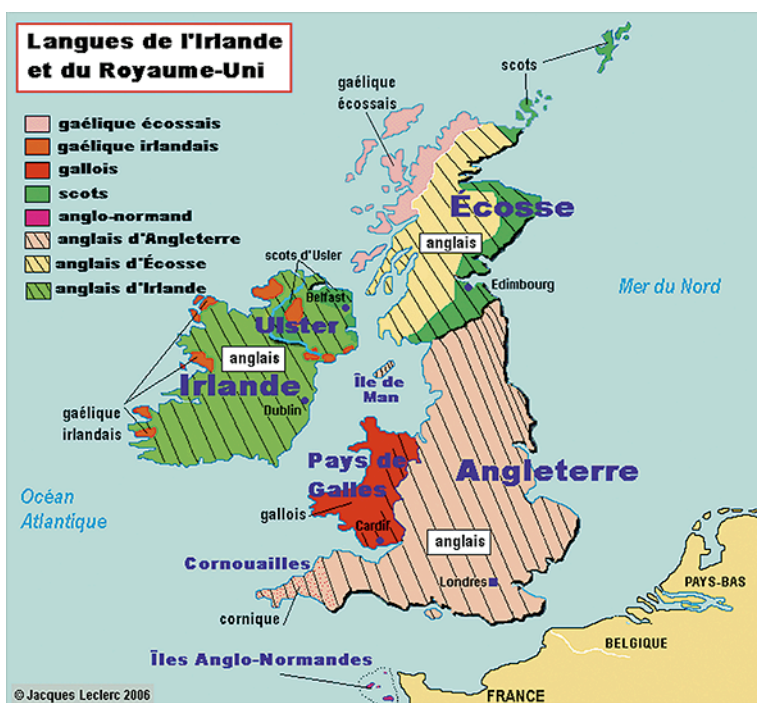 Langues de l'Irlande
et du Royaume-Uni
gaélique écossais
gaélique irlandais
gallois
scots
anglo-normand
anglais d'Angleterre
anglais d'Écosse
anglais d'Irlande
scots
gaélique
écossais
Écosse
anglais
Edimbourg
Mer du Nord
scots d'Usler
Belfast
Ulster
anglais
Irlande
Dublin
gaélique
irlandais
Île de
Man
Océan
Atlantique
Pays de
Galles
gallois
Cardif
Angleterre
anglais
Londres
Cornouailles
cornique
Îles Anglo-Normandes
PAYS-BAS
BELGIQUE
FRANCE
© Jacques Leclerc 2006